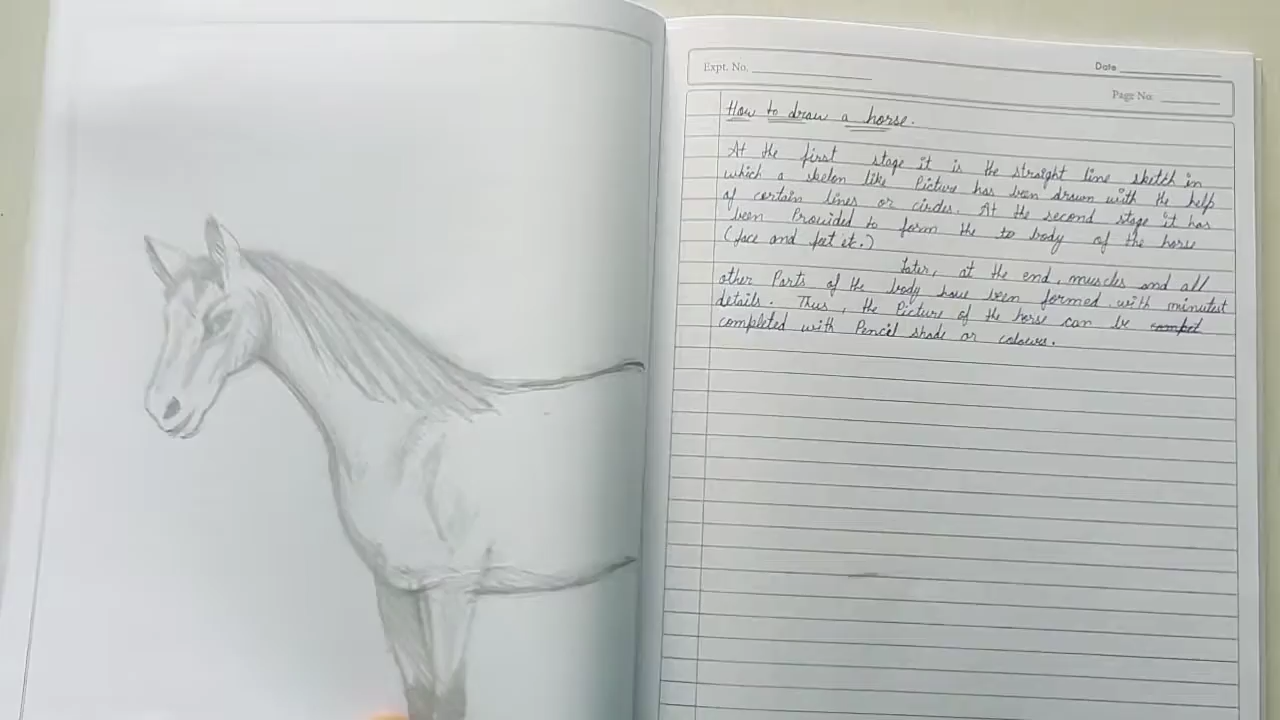 Expt. No.
Date
Page No:
How to draw a horse.
At the first stage it is the straight line sketch in
which a skelen like Picture has been drawn with the help
of certain lines or circles. At the second stage it has
been Provided to form the to body of the horse
(face and feet et.)
Later, at the end, muscles and all
other Parts of the body have been formed with minutest
details. Thus, the Picture of the horse can be compet
completed with Pencil shade or colours.